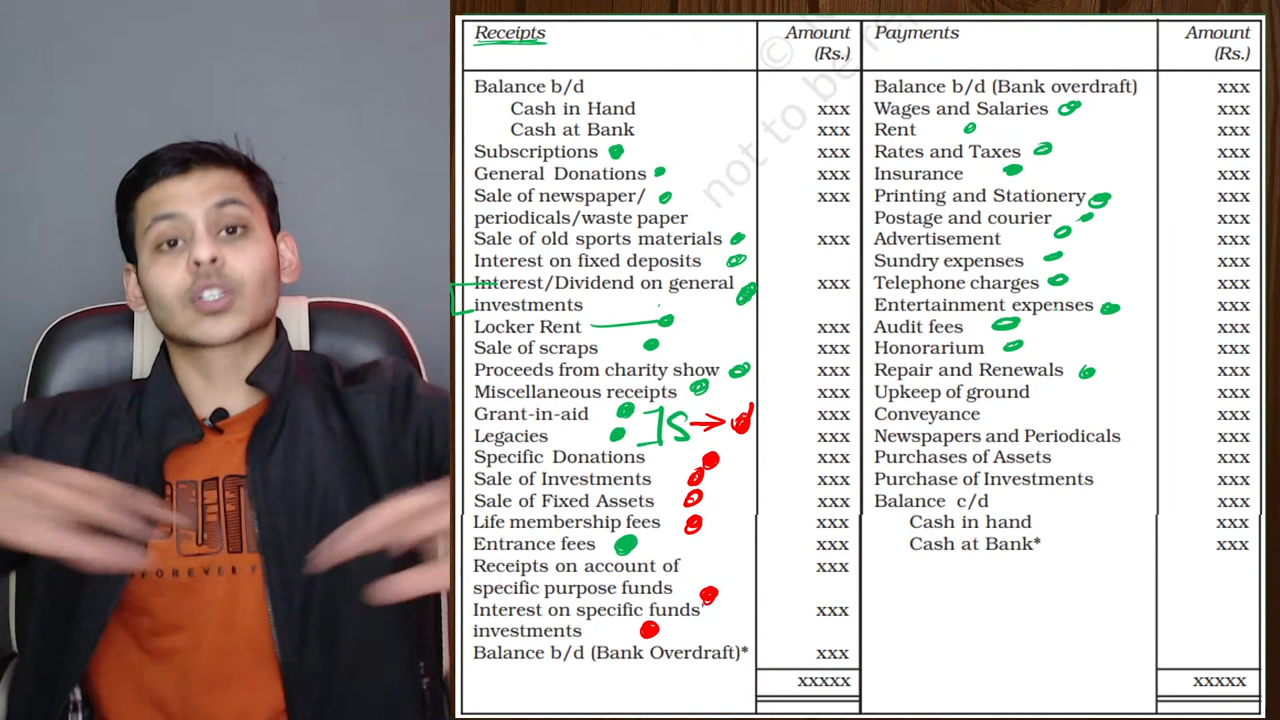 Receipts Amount (Rs.) Payments Amount (Rs.)
Balance b/d Balance b/d (Bank overdraft) xxx
Cash in Hand xxx Wages and Salaries xxx
Cash at Bank xxx Rent xxx
Subscriptions xxx Rates and Taxes xxx
General Donations xxx Insurance xxx
Sale of newspaper/ xxx Printing and Stationery xxx
periodicals/waste paper Postage and courier xxx
Sale of old sports materials xxx Advertisement xxx
Interest on fixed deposits Sundry expenses xxx
Interest/Dividend on general xxx Telephone charges xxx
investments Entertainment expenses xxx
Locker Rent xxx Audit fees xxx
Sale of scraps xxx Honorarium xxx
Proceeds from charity show xxx Repair and Renewals xxx
Miscellaneous receipts xxx Upkeep of ground xxx
Grant-in-aid xxx Conveyance xxx
IS
Legacies xxx Newspapers and Periodicals xxx
Specific Donations xxx Purchases of Assets xxx
Sale of Investments xxx Purchase of Investments xxx
Sale of Fixed Assets xxx Balance c/d
Life membership fees xxx Cash in hand xxx
Entrance fees xxx Cash at Bank* xxx
Receipts on account of xxx
specific purpose funds
Interest on specific funds' xxx
investments
Balance b/d (Bank Overdraft)* xxx
xxxxx xxxxx
not to be re
FOREVER F